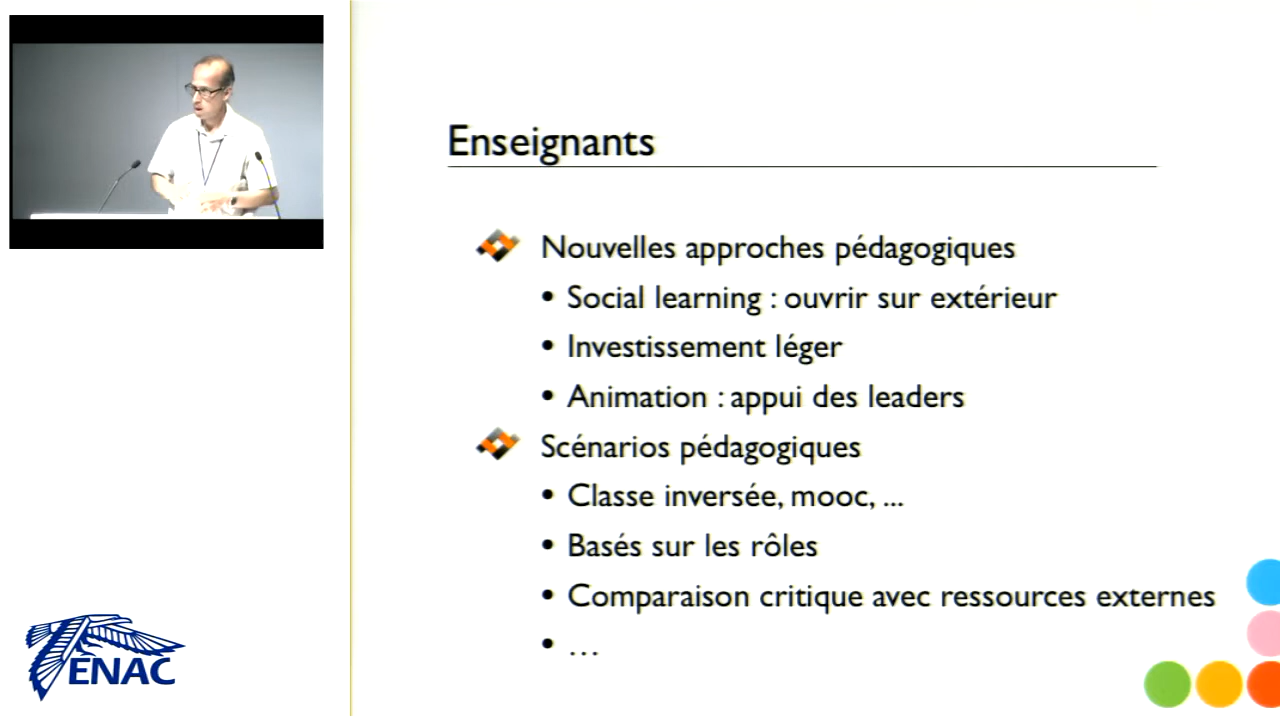 Enseignants
Nouvelles approches pédagogiques
• Social learning : ouvrir sur extérieur
• Investissement léger
• Animation : appui des leaders
Scénarios pédagogiques
• Classe inversée, mooc, ...
• Basés sur les rôles
• Comparaison critique avec ressources externes
• …
ENAC